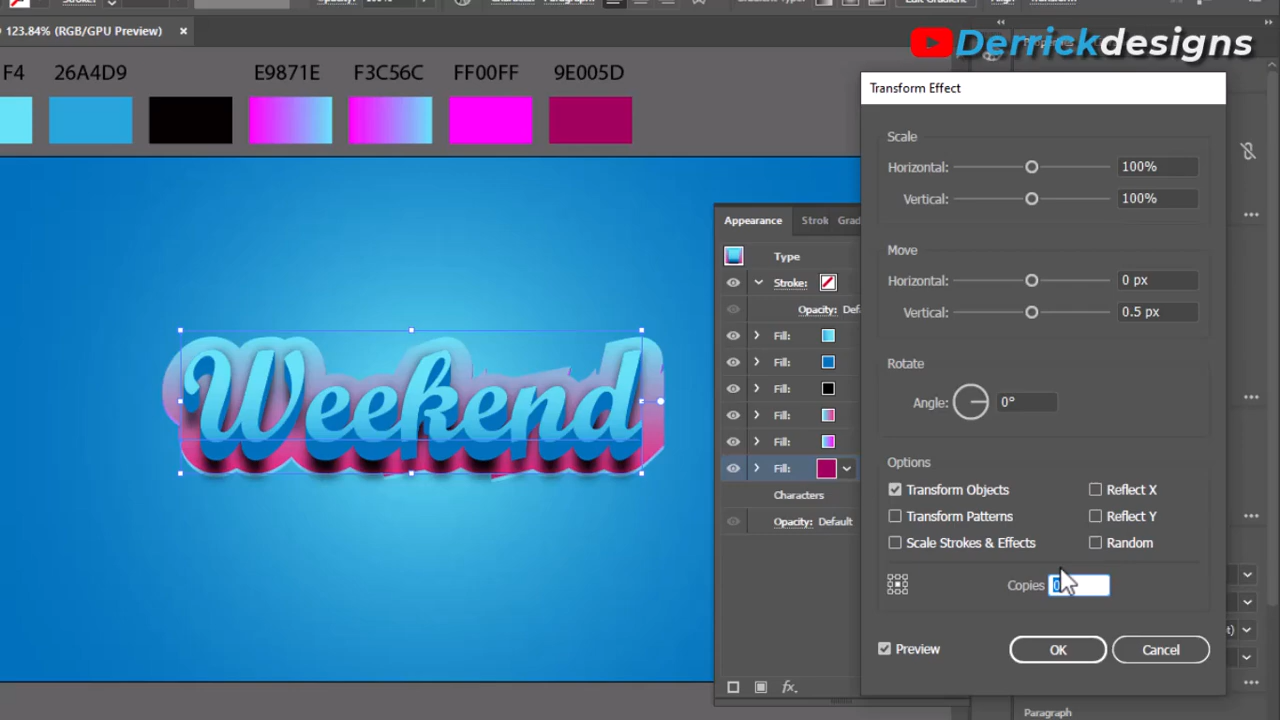 Derrickdesigns
123.84% (RGB/GPU Preview) ×
F4 26A4D9 E9871E F3C56C FF00FF 9E005D
Weekend
Appearance Strok Grad
Type
Stroke:
Opacity: Defa
Fill:
Fill:
Fill:
Fill:
Fill:
Fill:
Characters
Opacity: Default
fx
Transform Effect
Scale
Horizontal: 100%
Vertical: 100%
Move
Horizontal: 0 px
Vertical: 0.5 px
Rotate
Angle: 0°
Options
Transform Objects Reflect X
Transform Patterns Reflect Y
Scale Strokes & Effects Random
Copies 0
Preview OK Cancel
Paragraph